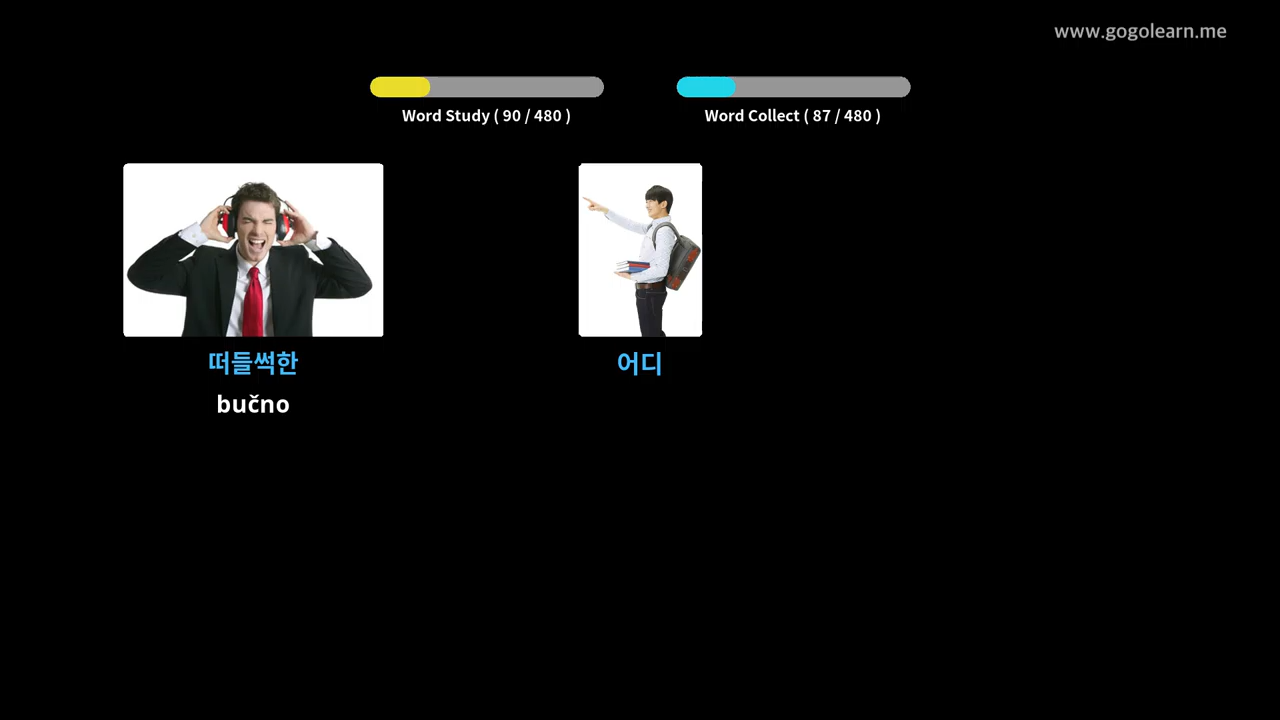 www.gogolearn.me
Word Study ( 90 / 480 )
Word Collect ( 87 / 480 )
떠들썩한
어디
bučno